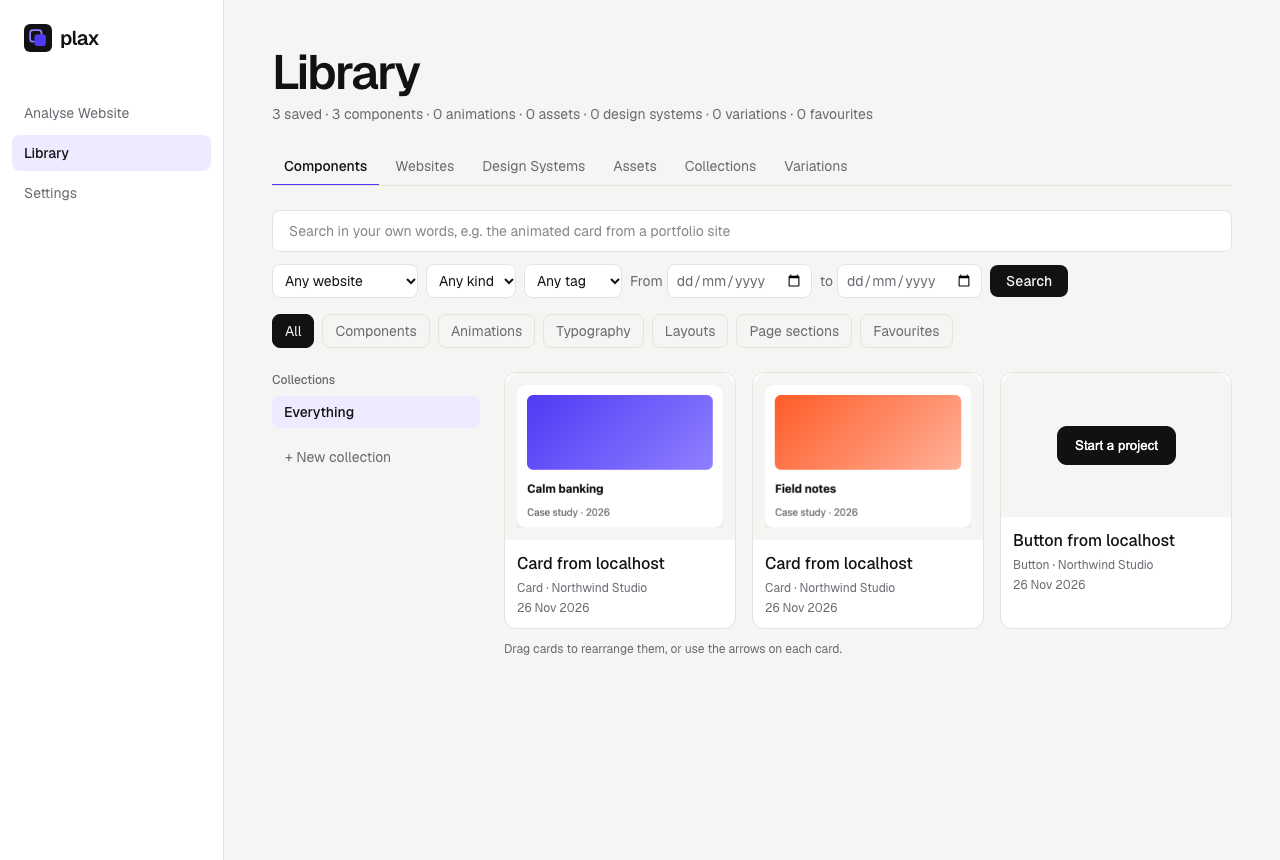 plax
Analyse Website
Library
Settings
Library
3 saved · 3 components · 0 animations · 0 assets · 0 design systems · 0 variations · 0 favourites
Components Websites Design Systems Assets Collections Variations
Search in your own words, e.g. the animated card from a portfolio site
Any website Any kind Any tag From dd/mm/yyyy to dd/mm/yyyy Search
All Components Animations Typography Layouts Page sections Favourites
Collections
Everything
+ New collection
Calm banking
Case study · 2026
Card from localhost
Card · Northwind Studio
26 Nov 2026
Field notes
Case study · 2026
Card from localhost
Card · Northwind Studio
26 Nov 2026
Start a project
Button from localhost
Button · Northwind Studio
26 Nov 2026
Drag cards to rearrange them, or use the arrows on each card.